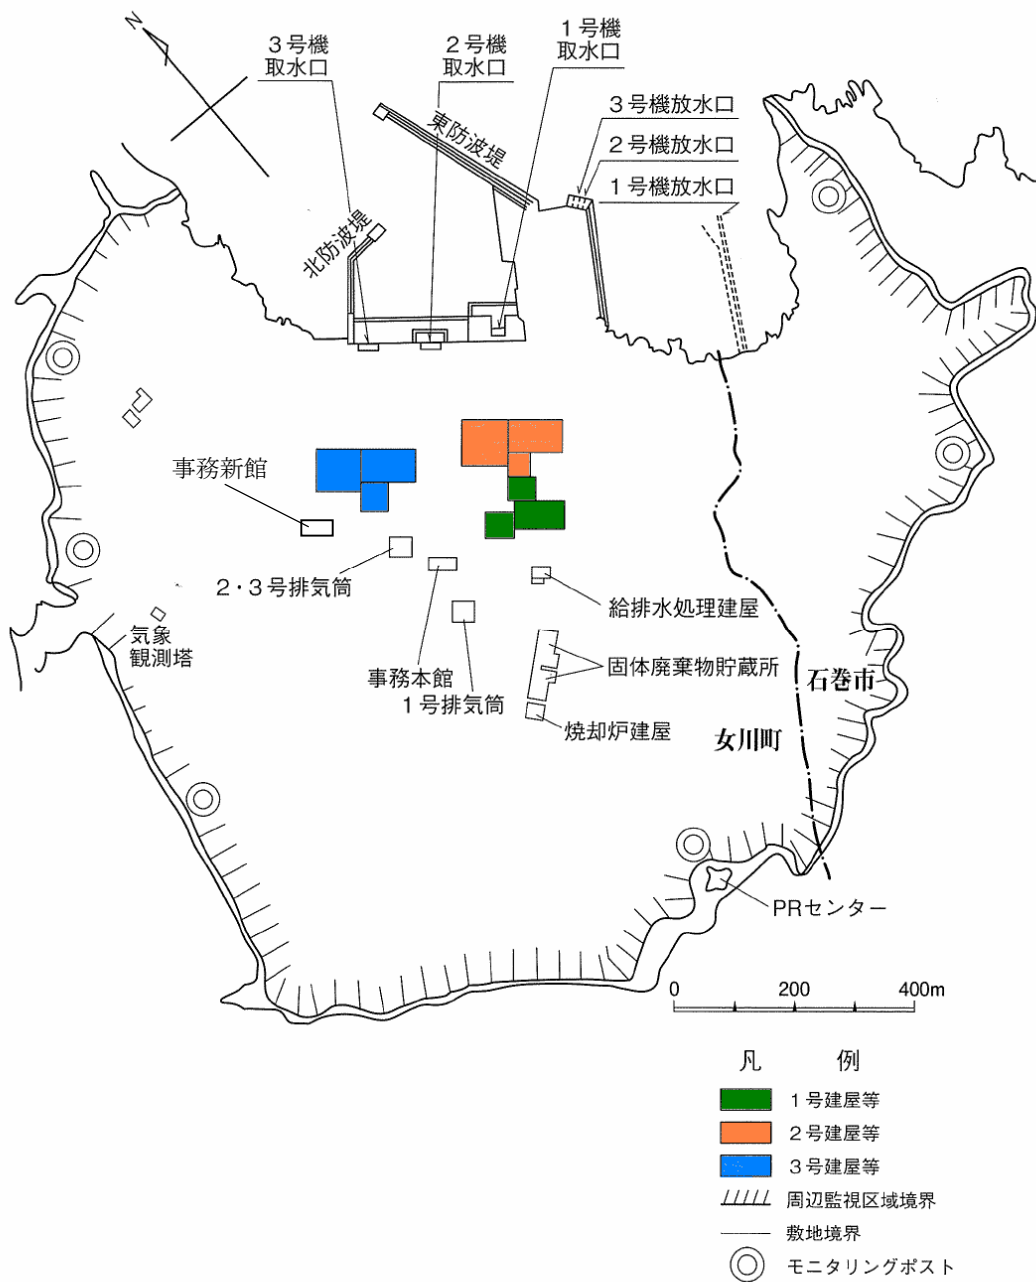 N
３号機
取水口
２号機
取水口
１号機
取水口
東防波堤
北防波堤
３号機放水口
２号機放水口
１号機放水口
事務新館
２・３号排気筒
気象
観測塔
事務本館
１号排気筒
給排水処理建屋
固体廃棄物貯蔵所
焼却炉建屋
石巻市
女川町
PRセンター
0 200 400m
凡 例
１号建屋等
２号建屋等
３号建屋等
周辺監視区域境界
敷地境界
モニタリングポスト